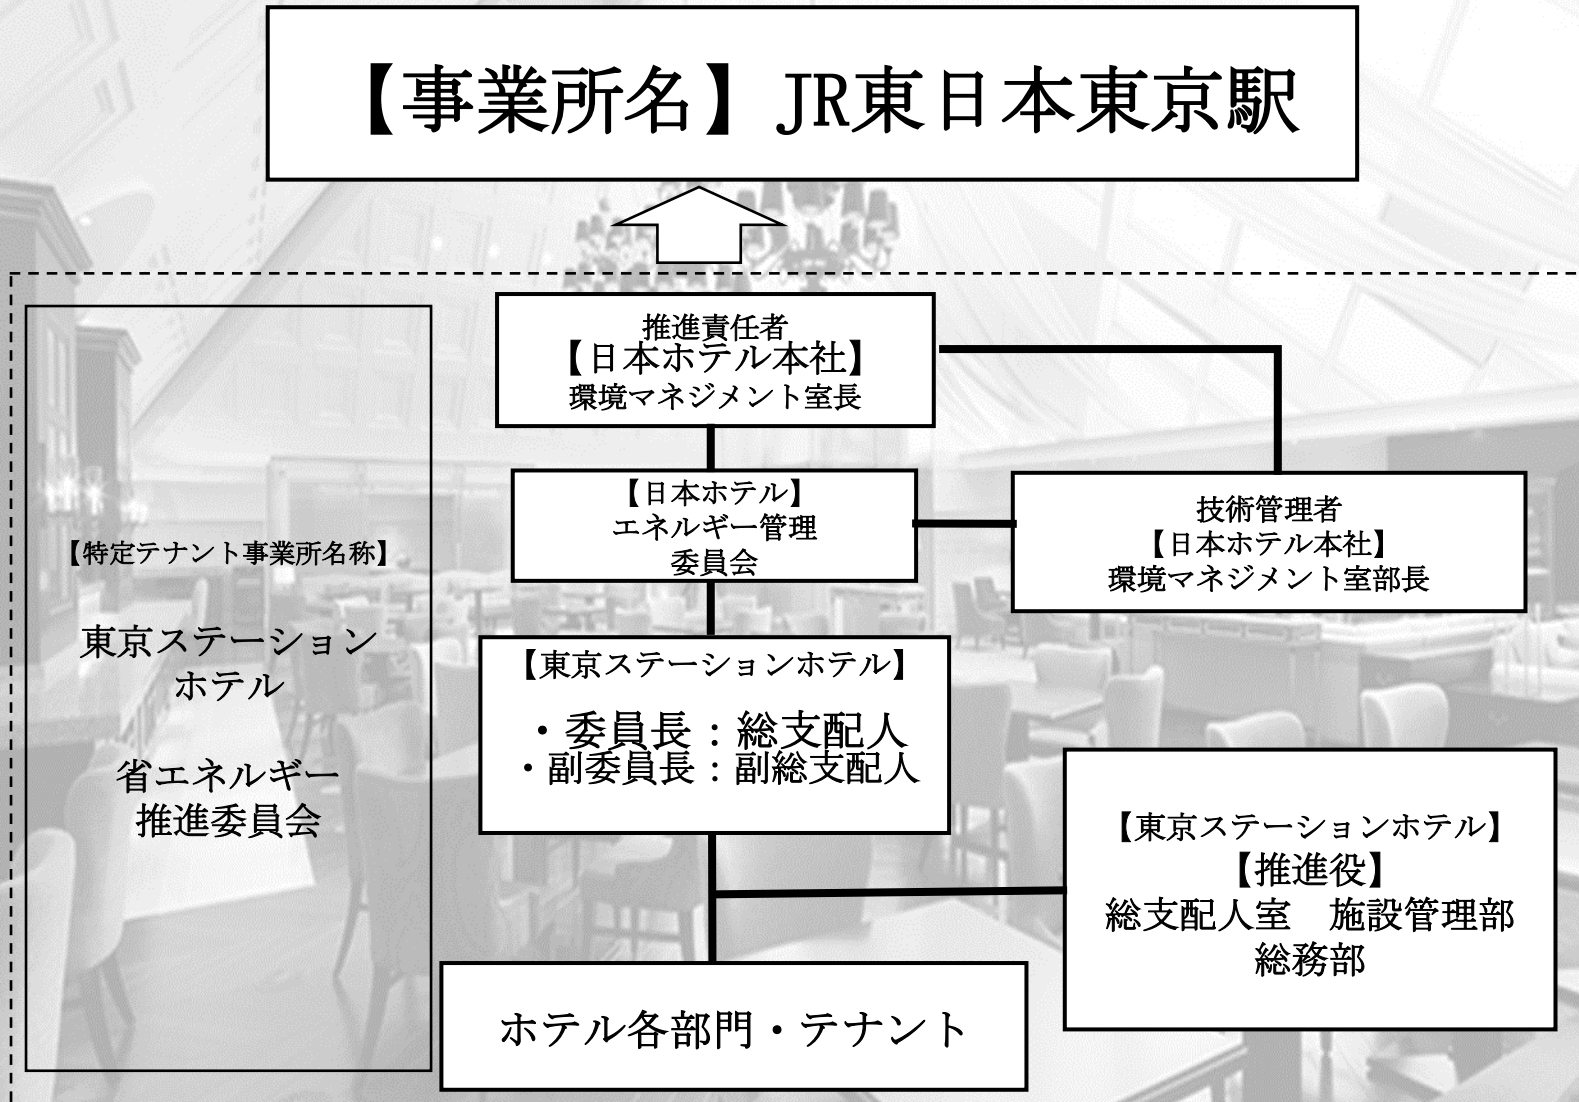 【事業所名】JR東日本東京駅
推進責任者
【日本ホテル本社】
環境マネジメント室長
【日本ホテル】
エネルギー管理
委員会
技術管理者
【日本ホテル本社】
環境マネジメント室部長
【特定テナント事業所名称】
東京ステーション
ホテル
省エネルギー
推進委員会
【東京ステーションホテル】
・委員長：総支配人
・副委員長：副総支配人
【東京ステーションホテル】
【推進役】
総支配人室　施設管理部
総務部
ホテル各部門・テナント